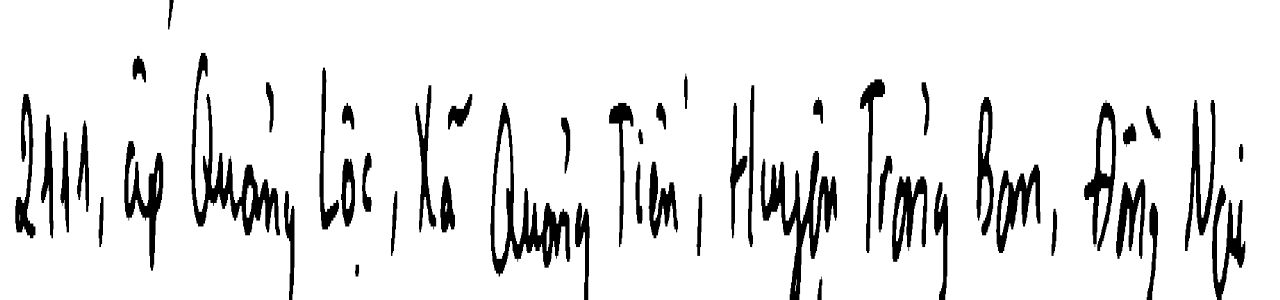 2111, ấp Quảng Lộc, Xã Quảng Tiến, Huyện Trảng Bom, Đồng Nai